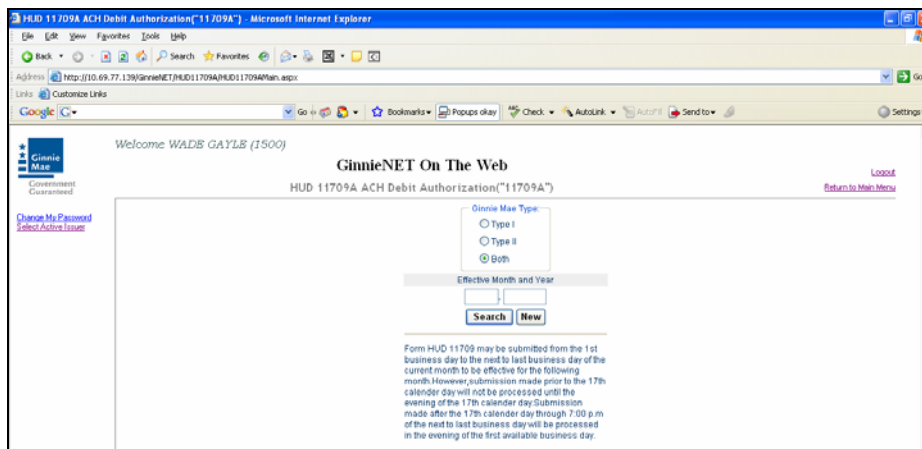 HUD 11709A ACH Debit Authorization("11709A") - Microsoft Internet Explorer
File Edit View Favorites Tools Help
Back Search Favorites
Address http://10.69.77.139/GinnieNET/HUD11709A/HUD11709AMain.aspx Go
Links Customize Links
Google G Go Bookmarks Popups okay Check AutoLink AutoFill Send to Settings
Welcome WADE GAYLE (1500)
Ginnie
Mae
Government
Guaranteed
GinnieNET On The Web
Logout
HUD 11709A ACH Debit Authorization("11709A")
Return to Main Menu
Change My Password
Select Active Issuer
Ginnie Mae Type:
Type I
Type II
Both
Effective Month and Year
,
Search New
Form HUD 11709 may be submitted from the 1st
business day to the next to last business day of the
current month to be effective for the following
month.However,submission made prior to the 17th
calender day will not be processed until the
evening of the 17th calender day.Submission
made after the 17th calender day through 7:00 p.m
of the next to last business day will be processed
in the evening of the first available business day.